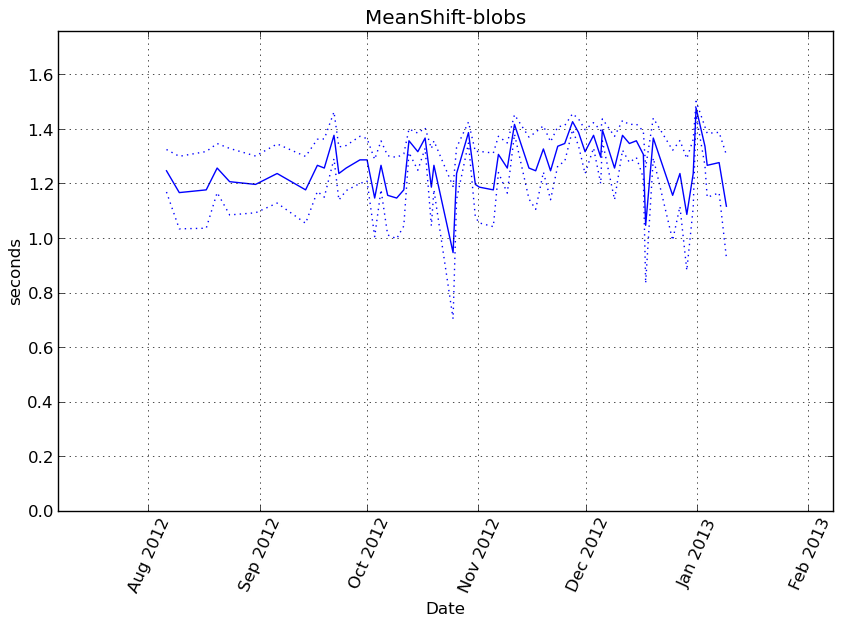 MeanShift-blobs
seconds
1.6
1.4
1.2
1.0
0.8
0.6
0.4
0.2
0.0
Aug 2012
Sep 2012
Oct 2012
Nov 2012
Dec 2012
Jan 2013
Feb 2013
Date